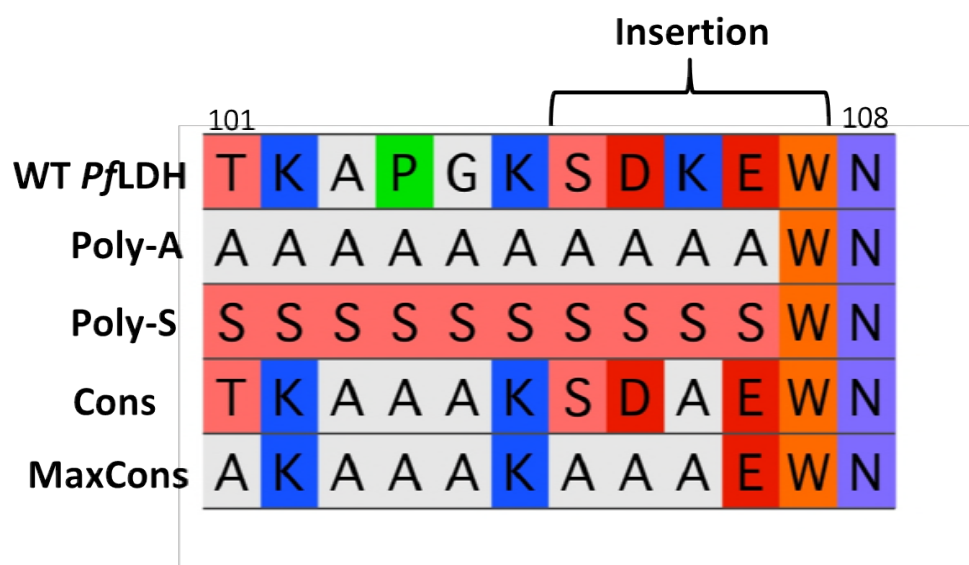 Insertion
101 108
WT PfLDH T K A P G K S D K E W N
Poly-A A A A A A A A A A A W N
Poly-S S S S S S S S S S S W N
Cons T K A A A K S D A E W N
MaxCons A K A A A K A A A E W N